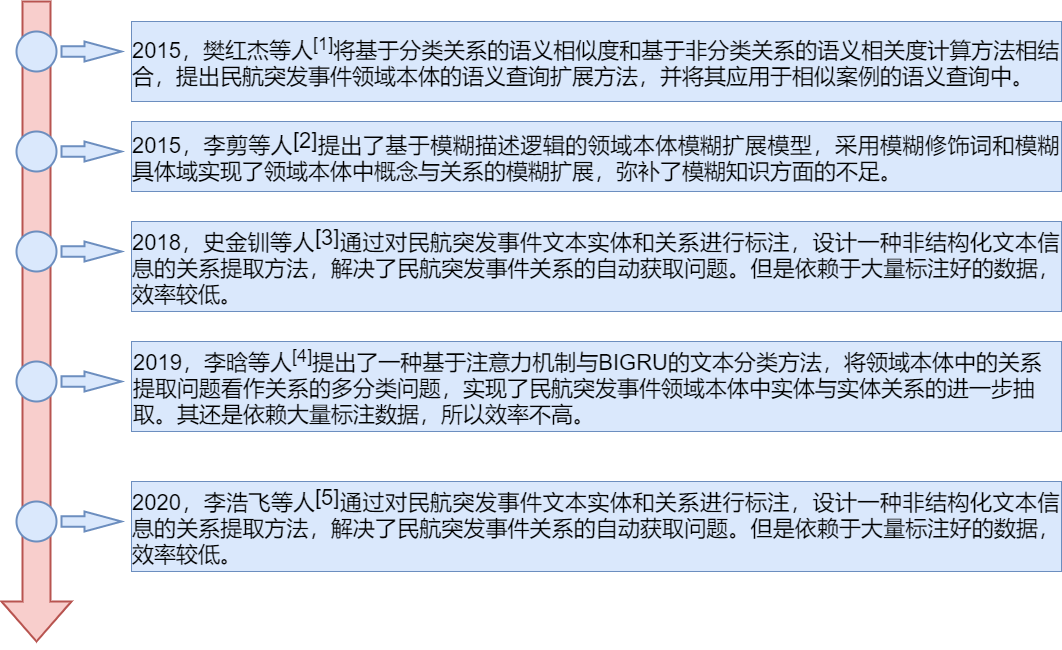 2015，樊红杰等人[1]将基于分类关系的语义相似度和基于非分类关系的语义相关度计算方法相结
合，提出民航突发事件领域本体的语义查询扩展方法，并将其应用于相似案例的语义查询中。
2015，李剪等人[2]提出了基于模糊描述逻辑的领域本体模糊扩展模型，采用模糊修饰词和模糊
具体域实现了领域本体中概念与关系的模糊扩展，弥补了模糊知识方面的不足。
2018，史金钏等人[3]通过对民航突发事件文本实体和关系进行标注，设计一种非结构化文本信
息的关系提取方法，解决了民航突发事件关系的自动获取问题。但是依赖于大量标注好的数据，
效率较低。
2019，李晗等人[4]提出了一种基于注意力机制与BIGRU的文本分类方法，将领域本体中的关系
提取问题看作关系的多分类问题，实现了民航突发事件领域本体中实体与实体关系的进一步抽
取。其还是依赖大量标注数据，所以效率不高。
2020，李浩飞等人[5]通过对民航突发事件文本实体和关系进行标注，设计一种非结构化文本信
息的关系提取方法，解决了民航突发事件关系的自动获取问题。但是依赖于大量标注好的数据，
效率较低。